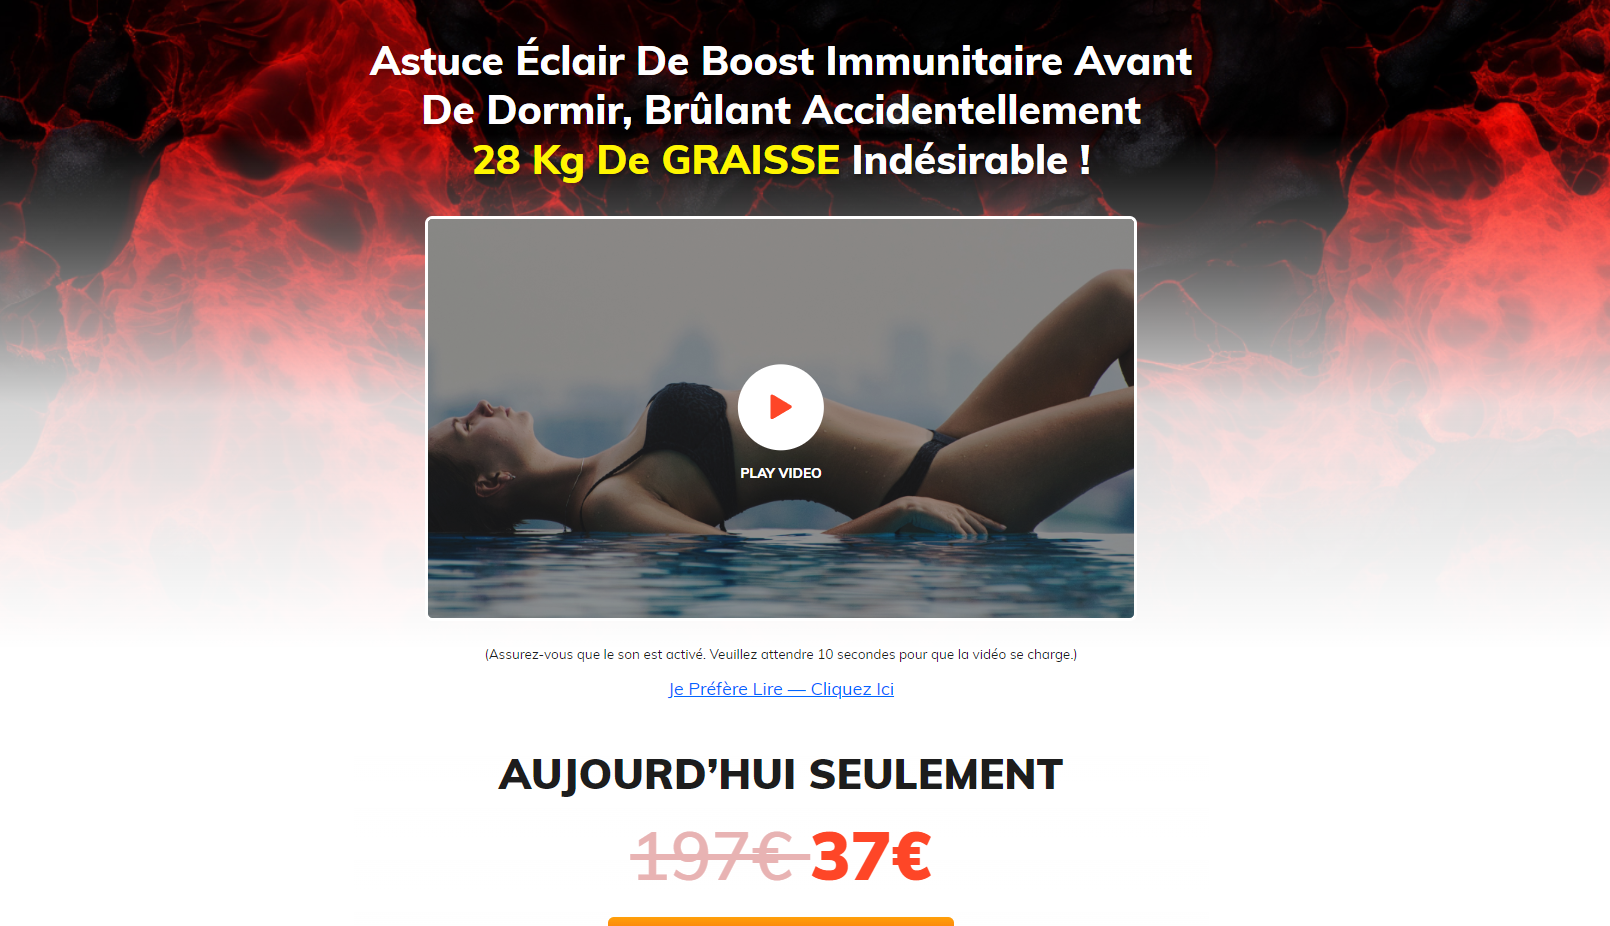 Astuce Éclair De Boost Immunitaire Avant
De Dormir, Brûlant Accidentellement
28 Kg De GRAISSE Indésirable !
PLAY VIDEO
(Assurez-vous que le son est activé. Veuillez attendre 10 secondes pour que la vidéo se charge.)
Je Préfère Lire — Cliquez Ici
AUJOURD’HUI SEULEMENT
197€ 37€